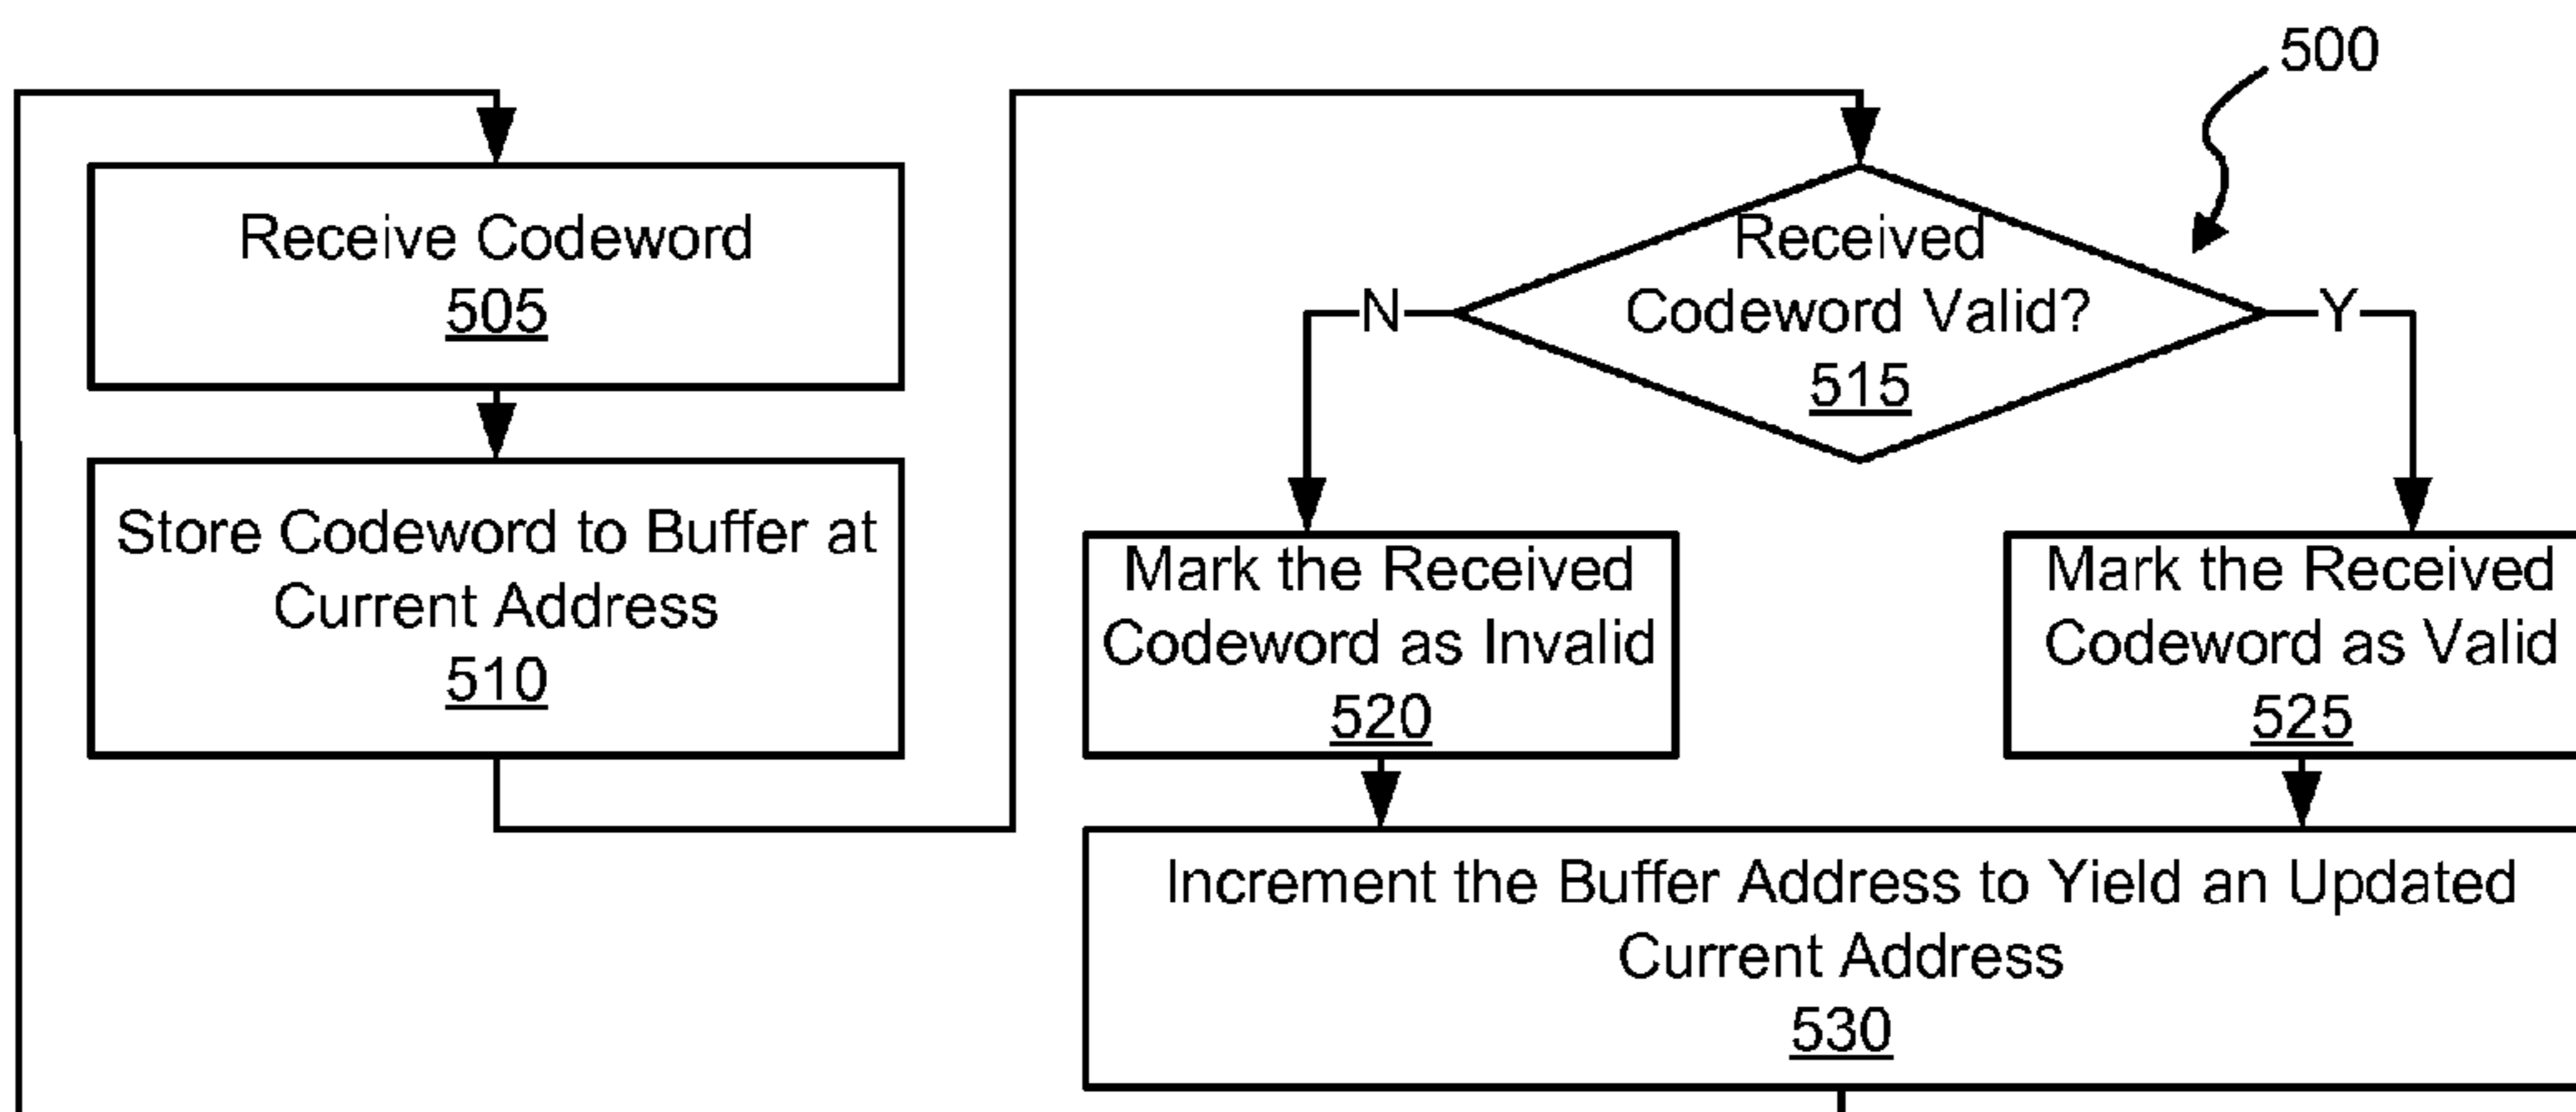 500
Receive Codeword
505
Store Codeword to Buffer at
Current Address
510
Received
Codeword Valid?
515
N
Y
Mark the Received
Codeword as Invalid
520
Mark the Received
Codeword as Valid
525
Increment the Buffer Address to Yield an Updated
Current Address
530